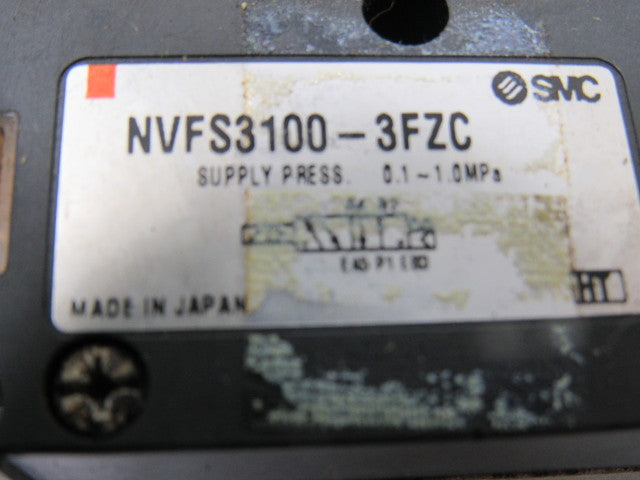 SMC
NVFS3100-3FZC
SUPPLY PRESS. 0.1~1.0MPa
MADE IN JAPAN